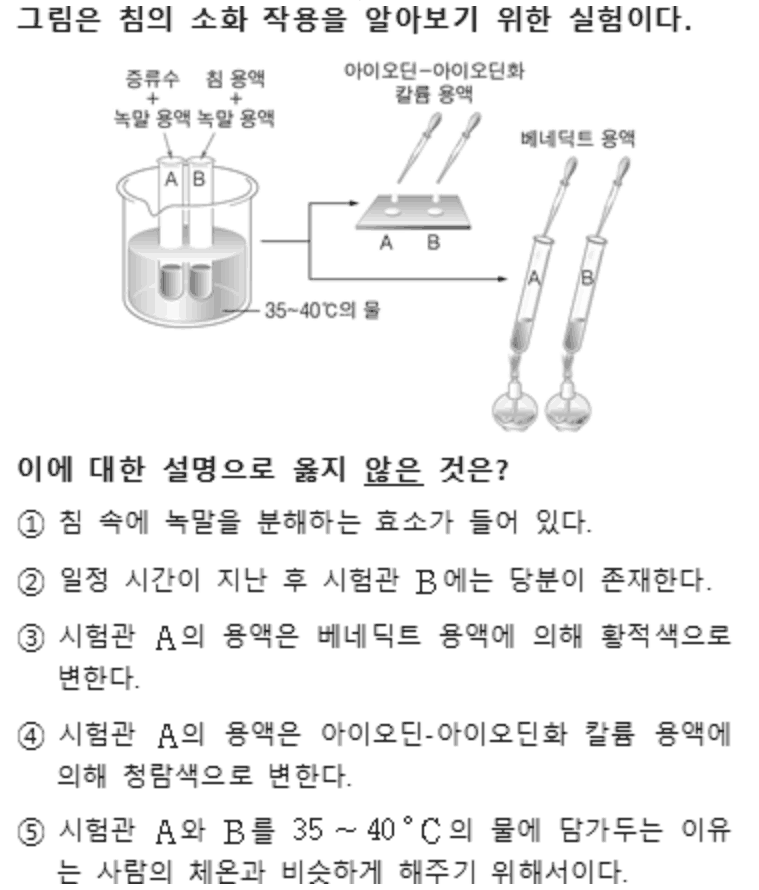 그림은 침의 소화 작용을 알아보기 위한 실험이다.
증류수 + 녹말 용액
침 용액 + 녹말 용액
아이오딘-아이오딘화
칼륨 용액
베네딕트 용액
A B
A B
A B
35~40℃의 물
이에 대한 설명으로 옳지 않은 것은?
① 침 속에 녹말을 분해하는 효소가 들어 있다.
② 일정 시간이 지난 후 시험관 B에는 당분이 존재한다.
③ 시험관 A의 용액은 베네딕트 용액에 의해 황적색으로
변한다.
④ 시험관 A의 용액은 아이오딘-아이오딘화 칼륨 용액에
의해 청람색으로 변한다.
⑤ 시험관 A와 B를 35 ~ 40°C의 물에 담가두는 이유
는 사람의 체온과 비슷하게 해주기 위해서이다.